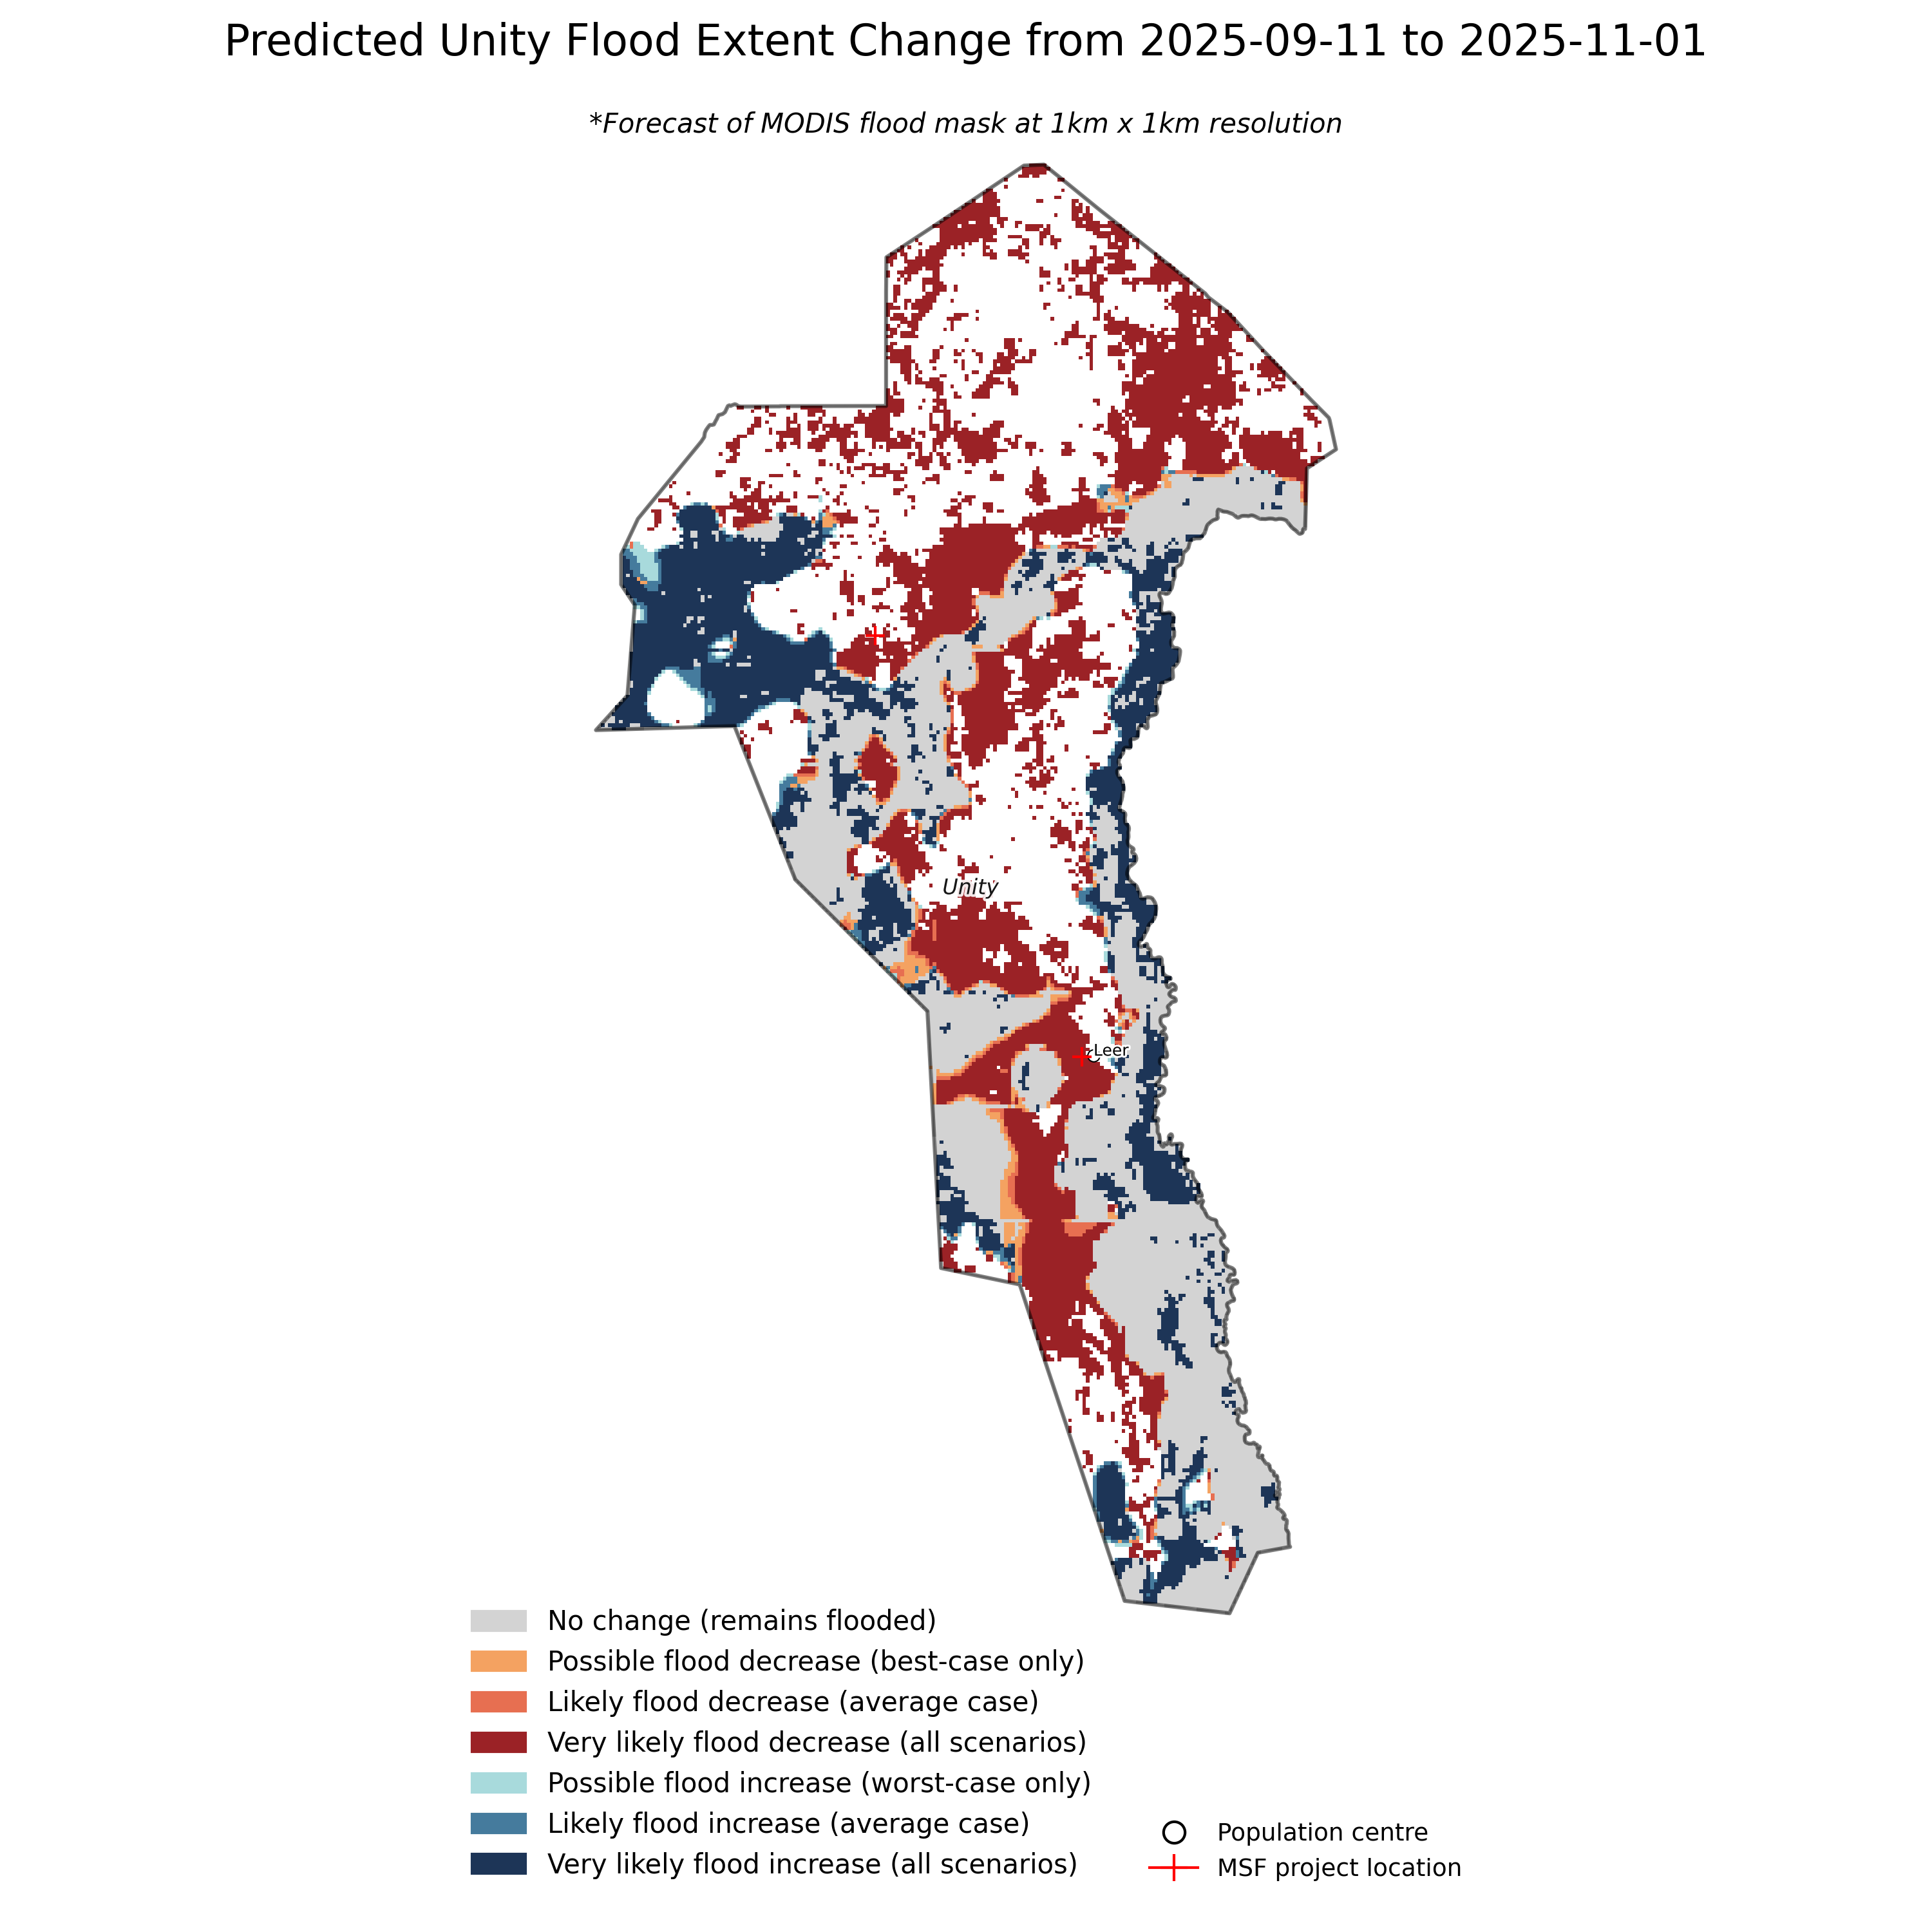 Predicted Unity Flood Extent Change from 2025-09-11 to 2025-11-01
*Forecast of MODIS flood mask at 1km x 1km resolution
Unity
Leer
No change (remains flooded)
Possible flood decrease (best-case only)
Likely flood decrease (average case)
Very likely flood decrease (all scenarios)
Possible flood increase (worst-case only)
Likely flood increase (average case)
Very likely flood increase (all scenarios)
Population centre
MSF project location